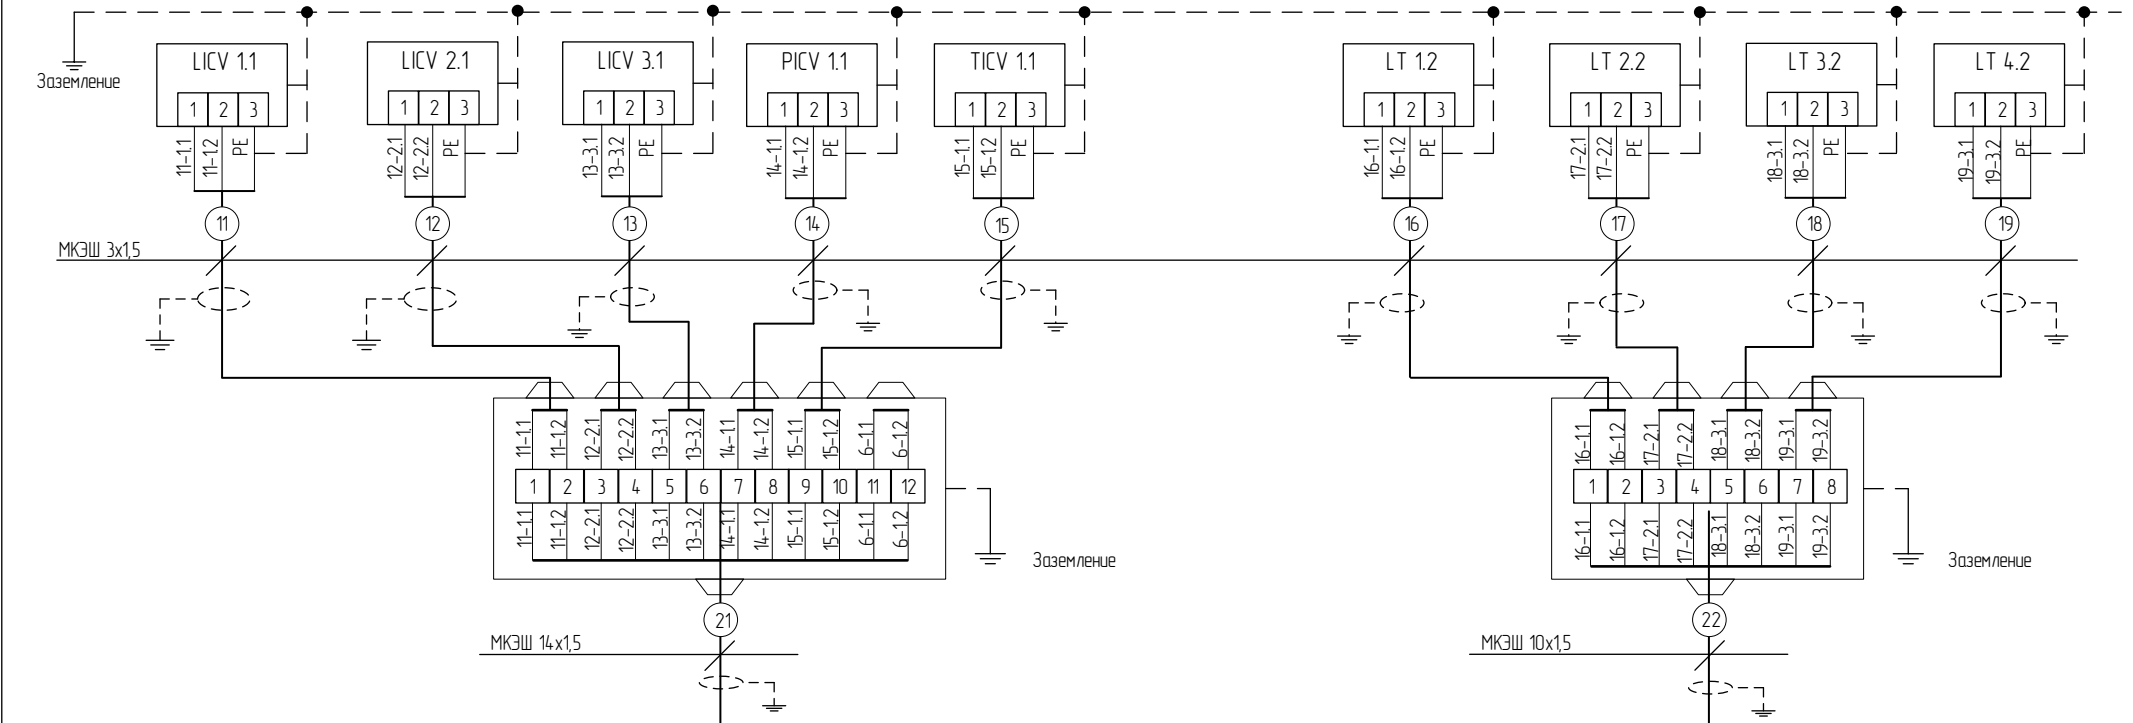 LICV 1.1
LICV 2.1
LICV 3.1
PICV 1.1
TICV 1.1
LT 1.2
LT 2.2
LT 3.2
LT 4.2
Заземление
1 2 3
1 2 3
1 2 3
1 2 3
1 2 3
1 2 3
1 2 3
1 2 3
1 2 3
11-1.1 11-1.2 PE
12-2.1 12-2.2 PE
13-3.1 13-3.2 PE
14-1.1 14-1.2 PE
15-1.1 15-1.2 PE
16-1.1 16-1.2 PE
17-2.1 17-2.2 PE
18-3.1 18-3.2 PE
19-3.1 19-3.2 PE
11
12
13
14
15
16
17
18
19
МКЭШ 3х1,5
11-1.1 11-1.2 12-2.1 12-2.2 13-3.1 13-3.2 14-1.1 14-1.2 15-1.1 15-1.2 6-1.1 6-1.2
1 2 3 4 5 6 7 8 9 10 11 12
11-1.1 11-1.2 12-2.1 12-2.2 13-3.1 13-3.2 14-1.1 14-1.2 15-1.1 15-1.2 6-1.1 6-1.2
Заземление
16-1.1 16-1.2 17-2.1 17-2.2 18-3.1 18-3.2 19-3.1 19-3.2
1 2 3 4 5 6 7 8
16-1.1 16-1.2 17-2.1 17-2.2 18-3.1 18-3.2 19-3.1 19-3.2
Заземление
21
22
МКЭШ 14х1,5
МКЭШ 10х1,5